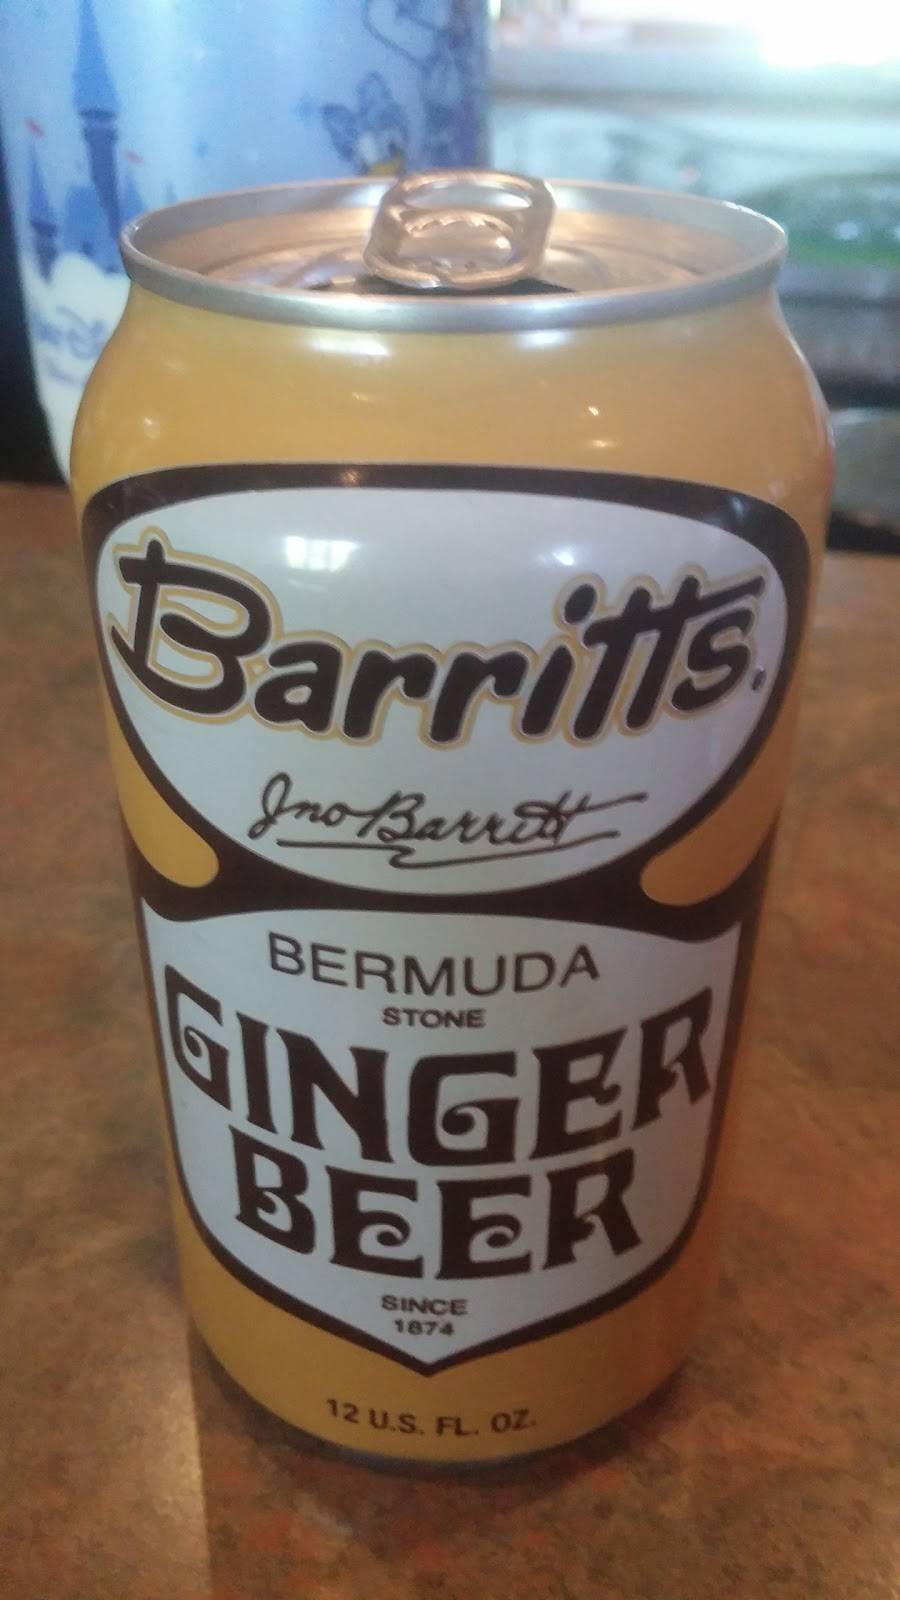 Barritts.
Jno Barritt
BERMUDA
STONE
GINGER
BEER
SINCE
1874
12 U.S. FL. OZ.